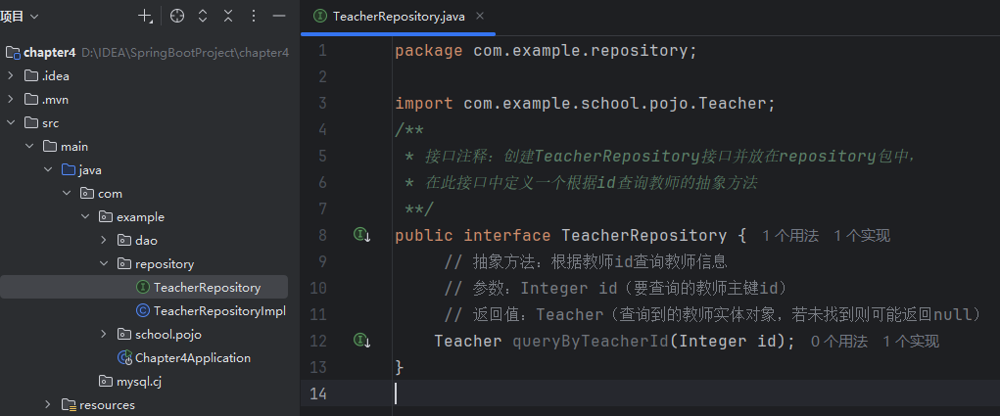 项目
chapter4 D:\IDEA\SpringBootProject\chapter4
.idea
.mvn
src
main
java
com
example
dao
repository
TeacherRepository
TeacherRepositoryImpl
school.pojo
Chapter4Application
mysql.cj
resources
TeacherRepository.java
1 package com.example.repository;
2
3 import com.example.school.pojo.Teacher;
4 /**
5 * 接口注释：创建TeacherRepository接口并放在repository包中，
6 * 在此接口中定义一个根据id查询教师的抽象方法
7 **/
8 public interface TeacherRepository { 1 个用法 1 个实现
9 // 抽象方法：根据教师id查询教师信息
10 // 参数：Integer id（要查询的教师主键id）
11 // 返回值：Teacher（查询到的教师实体对象，若未找到则可能返回null）
12 Teacher queryByTeacherId(Integer id); 0 个用法 1 个实现
13 }
14